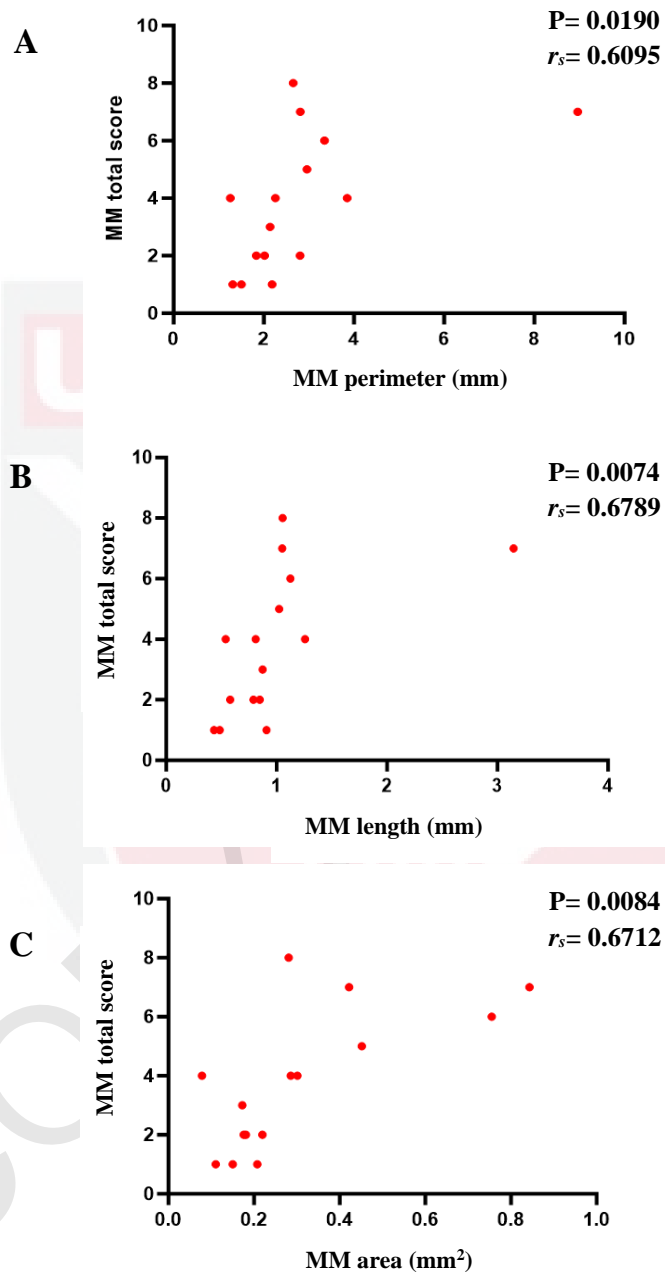 A
P= 0.0190
rs= 0.6095
10
8
6
4
2
0
MM total score
0 2 4 6 8 10
MM perimeter (mm)
B
P= 0.0074
rs= 0.6789
10
8
6
4
2
0
MM total score
0 1 2 3 4
MM length (mm)
C
P= 0.0084
rs= 0.6712
10
8
6
4
2
0
MM total score
0.0 0.2 0.4 0.6 0.8 1.0
MM area (mm²)